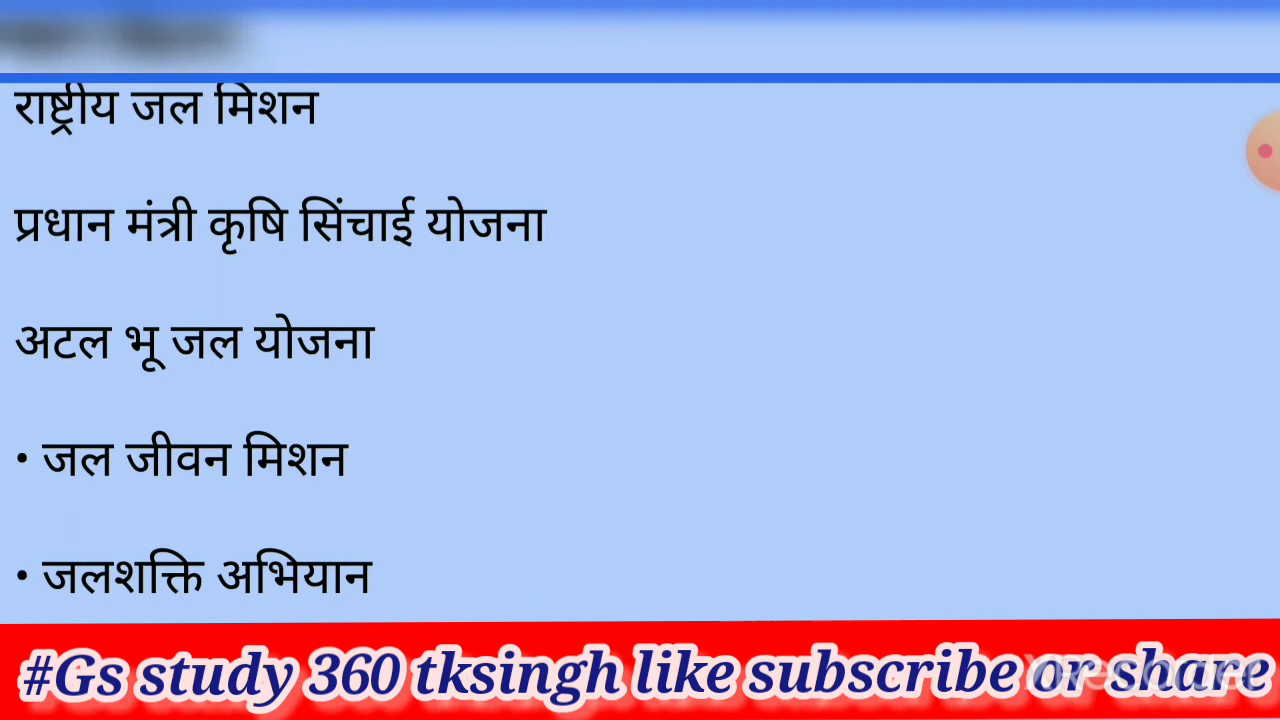 राष्ट्रीय जल मिशन
प्रधान मंत्री कृषि सिंचाई योजना
अटल भू जल योजना
• जल जीवन मिशन
• जलशक्ति अभियान
#Gs study 360 tksingh like subscribe or share